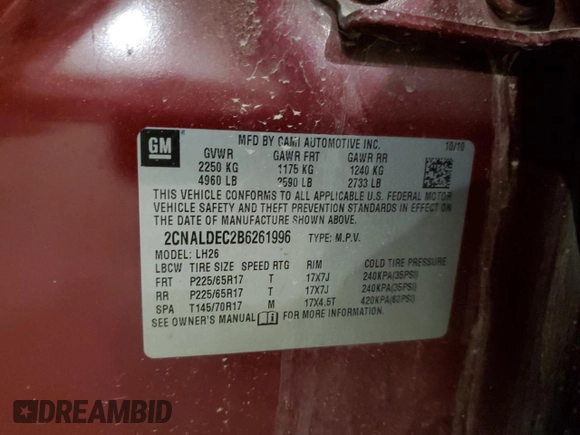 GM
MFD BY CAMI AUTOMOTIVE INC. 10/10
GVWR GAWR FRT GAWR RR
2250 KG 1175 KG 1240 KG
4960 LB 2590 LB 2733 LB
THIS VEHICLE CONFORMS TO ALL APPLICABLE U.S. FEDERAL MOTOR
VEHICLE SAFETY AND THEFT PREVENTION STANDARDS IN EFFECT ON
THE DATE OF MANUFACTURE SHOWN ABOVE.
2CNALDEC2B6261996 TYPE: M.P.V.
MODEL: LH26
LBCW TIRE SIZE SPEED RTG RIM COLD TIRE PRESSURE
FRT P225/65R17 T 17X7J 240KPA(35PSI)
RR P225/65R17 T 17X7J 240KPA(35PSI)
SPA T145/70R17 M 17X4.5T 420KPA(60PSI)
SEE OWNER'S MANUAL FOR MORE INFORMATION.
DREAMBID